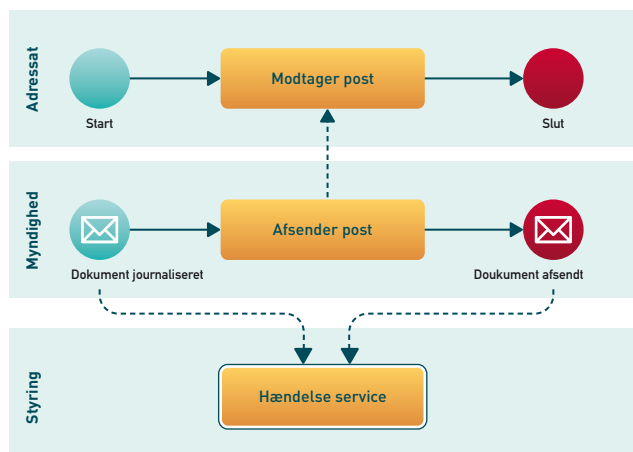 Adressat
Modtager post
Start
Slut
Myndighed
Afsender post
Dokument journaliseret
Doukument afsendt
Styring
Hændelse service